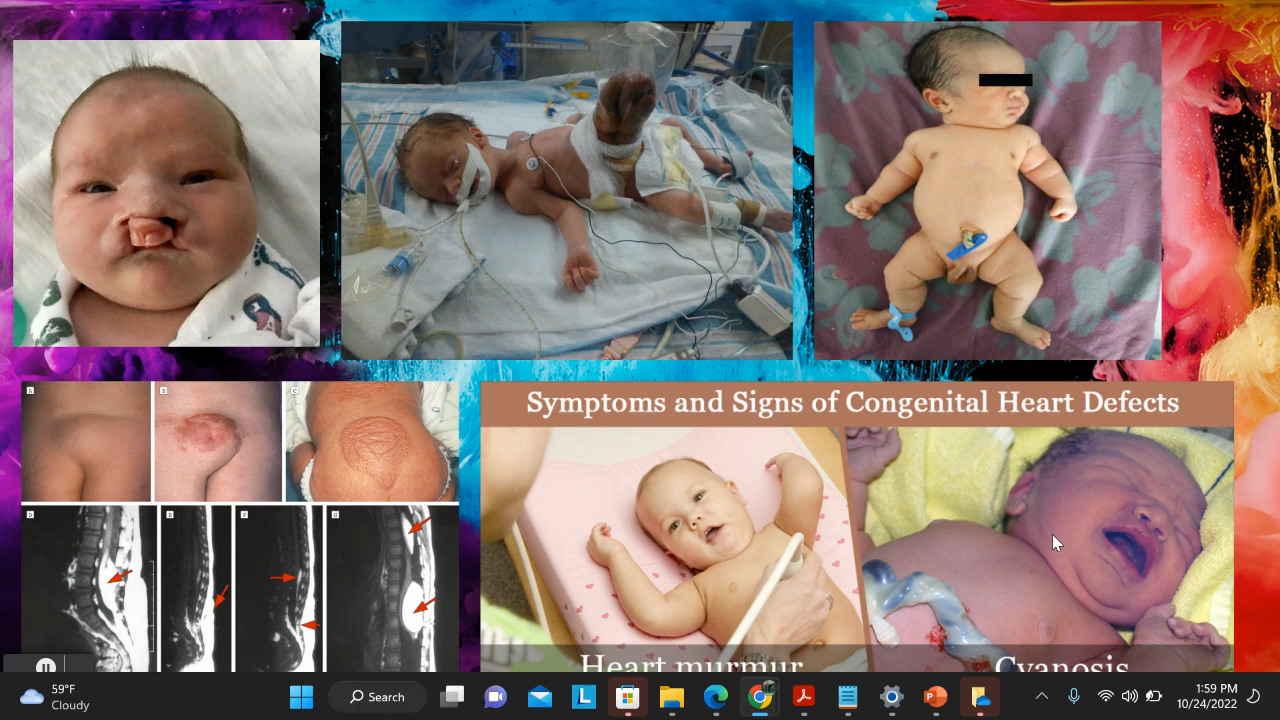 A
B
C
D
E
F
G
Symptoms and Signs of Congenital Heart Defects
Heart murmur
Cyanosis
59°F
Cloudy
Search
1:59 PM
10/24/2022